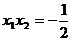 x₁x₂ = −1/2